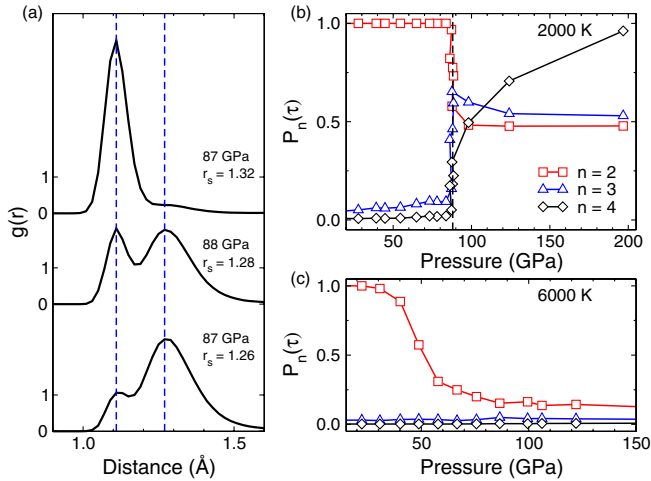 (a)
g(r)
1
0
1
0
1
0
87 GPa
r_s = 1.32
88 GPa
r_s = 1.28
87 GPa
r_s = 1.26
1.0
1.5
Distance (Å)
(b)
2000 K
P_n(τ)
1.0
0.5
0.0
n = 2
n = 3
n = 4
50
100
150
200
Pressure (GPa)
(c)
6000 K
P_n(τ)
1.0
0.5
0.0
50
100
150
Pressure (GPa)